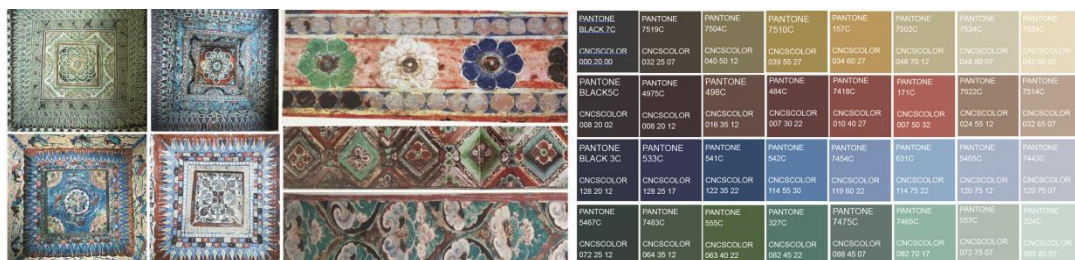 PANTONE
BLACK 7C
CNCSCOLOR
000 20 00
PANTONE
7519C
CNCSCOLOR
032 25 07
PANTONE
7504C
CNCSCOLOR
040 50 12
PANTONE
7510C
CNCSCOLOR
039 55 27
PANTONE
157C
CNCSCOLOR
034 60 27
PANTONE
7502C
CNCSCOLOR
048 70 12
PANTONE
7534C
CNCSCOLOR
048 80 07
PANTONE
7534C
CNCSCOLOR
040 90 07
PANTONE
BLACK5C
CNCSCOLOR
008 20 02
PANTONE
4975C
CNCSCOLOR
008 20 12
PANTONE
498C
CNCSCOLOR
016 35 12
PANTONE
484C
CNCSCOLOR
007 30 22
PANTONE
7418C
CNCSCOLOR
010 40 27
PANTONE
171C
CNCSCOLOR
007 50 32
PANTONE
7522C
CNCSCOLOR
024 55 12
PANTONE
7514C
CNCSCOLOR
032 65 07
PANTONE
BLACK 3C
CNCSCOLOR
128 20 12
PANTONE
533C
CNCSCOLOR
128 25 17
PANTONE
541C
CNCSCOLOR
122 35 22
PANTONE
542C
CNCSCOLOR
114 55 30
PANTONE
7454C
CNCSCOLOR
119 60 22
PANTONE
631C
CNCSCOLOR
114 75 22
PANTONE
5405C
CNCSCOLOR
120 75 12
PANTONE
7443C
CNCSCOLOR
120 75 07
PANTONE
5467C
CNCSCOLOR
072 25 12
PANTONE
7483C
CNCSCOLOR
064 35 12
PANTONE
555C
CNCSCOLOR
063 40 22
PANTONE
327C
CNCSCOLOR
082 45 22
PANTONE
7475C
CNCSCOLOR
088 45 07
PANTONE
7465C
CNCSCOLOR
082 70 17
PANTONE
557C
CNCSCOLOR
072 75 07
PANTONE
324C
CNCSCOLOR
085 85 07